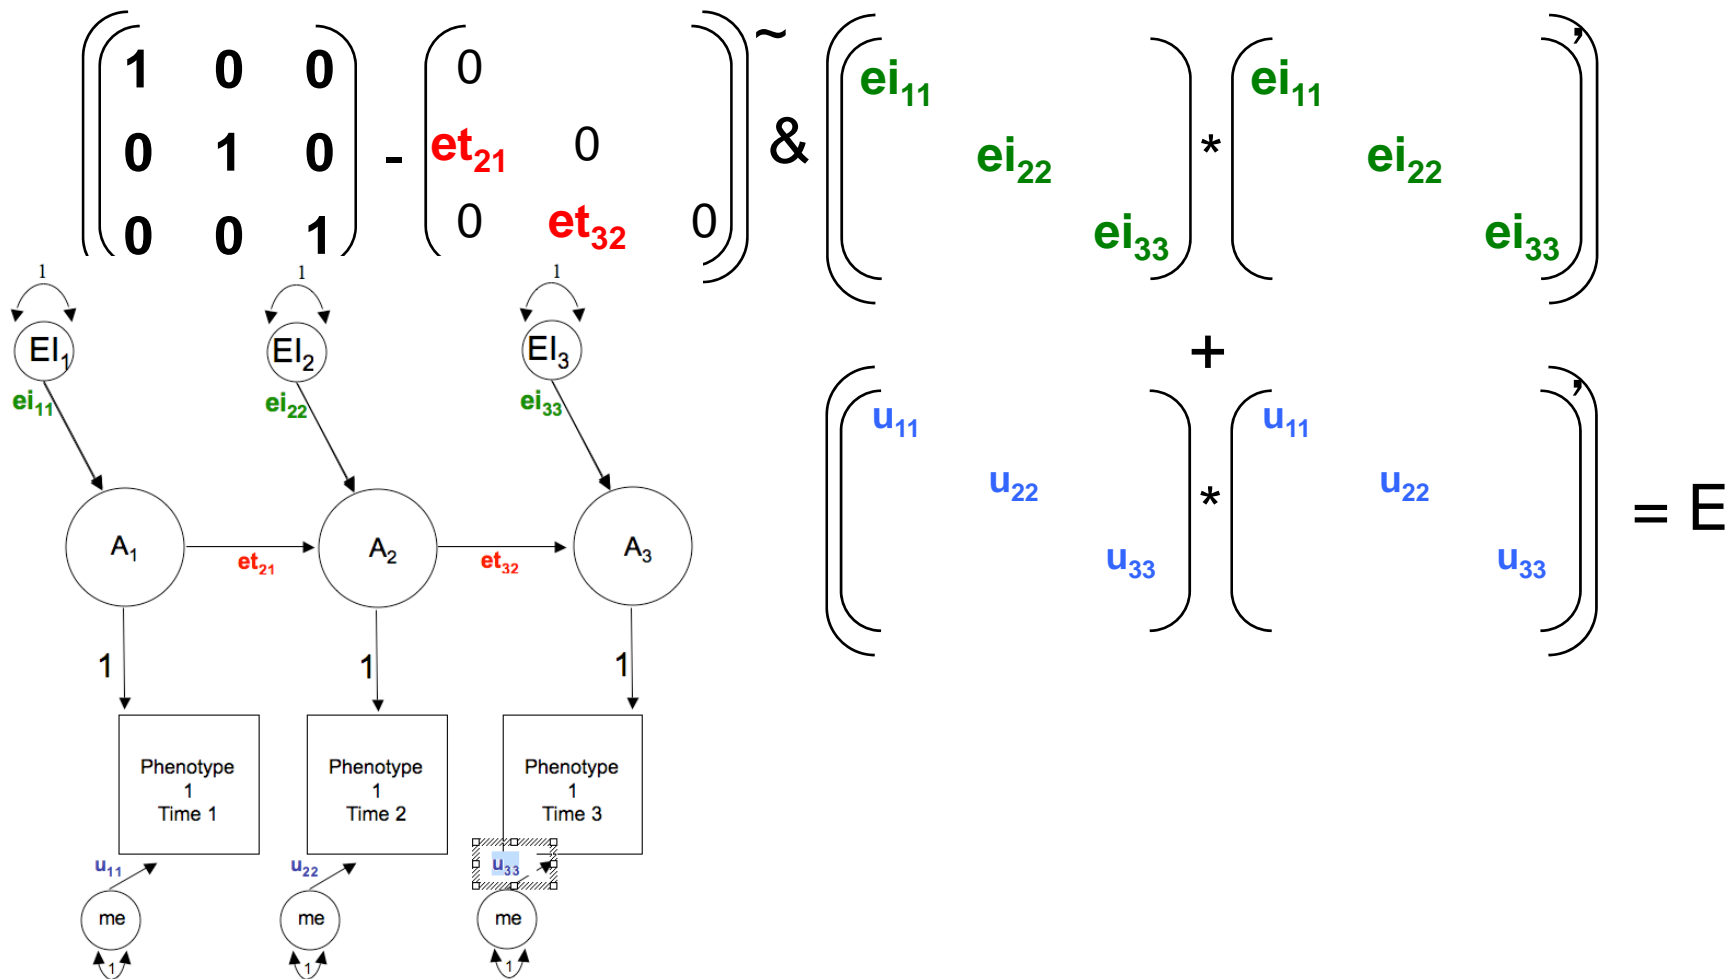 1 0 0 0 ~ ei₁₁ ei₁₁ '
0 1 0 - et₂₁ 0 & ei₂₂ * ei₂₂
0 0 1 0 et₃₂ 0 ei₃₃ ei₃₃
1 1 1
EI₁ EI₂ EI₃
+
ei₁₁ ei₂₂ ei₃₃
u₁₁ u₁₁ '
u₂₂ * u₂₂ = E
u₃₃ u₃₃
A₁ A₂ A₃
et₂₁ et₃₂
1 1 1
Phenotype
1
Time 1
Phenotype
1
Time 2
Phenotype
1
Time 3
u₁₁ u₂₂ u₃₃
me me me
1 1 1